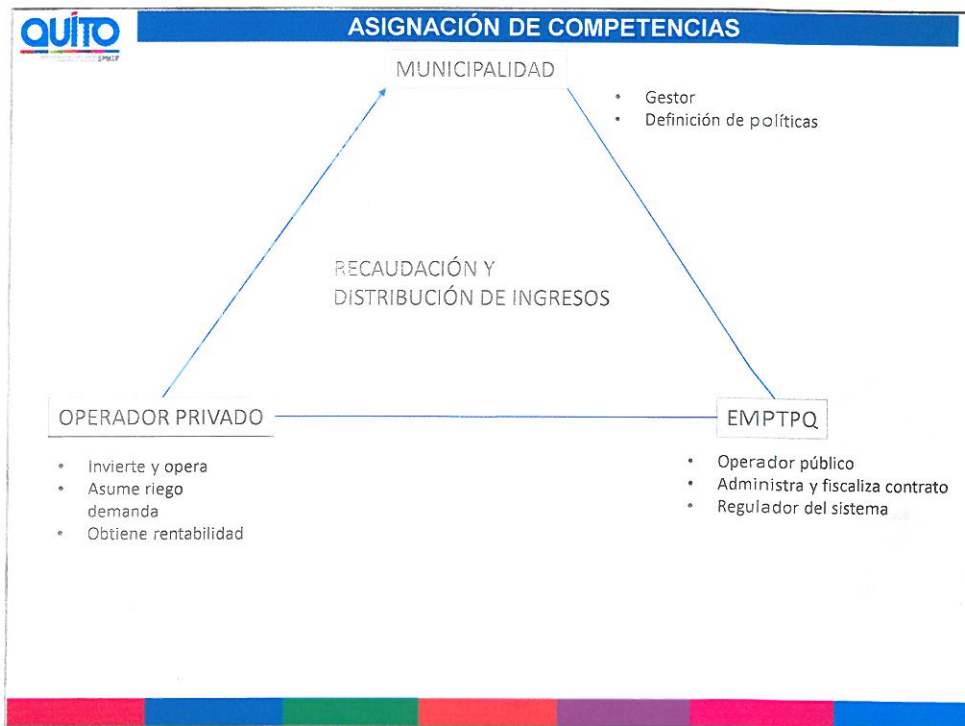 QUITO
ASIGNACIÓN DE COMPETENCIAS
MUNICIPALIDAD
• Gestor
• Definición de políticas
RECAUDACIÓN Y
DISTRIBUCIÓN DE INGRESOS
OPERADOR PRIVADO
• Invierte y opera
• Asume riego
demanda
• Obtiene rentabilidad
EMPTPQ
• Operador público
• Administra y fiscaliza contrato
• Regulador del sistema